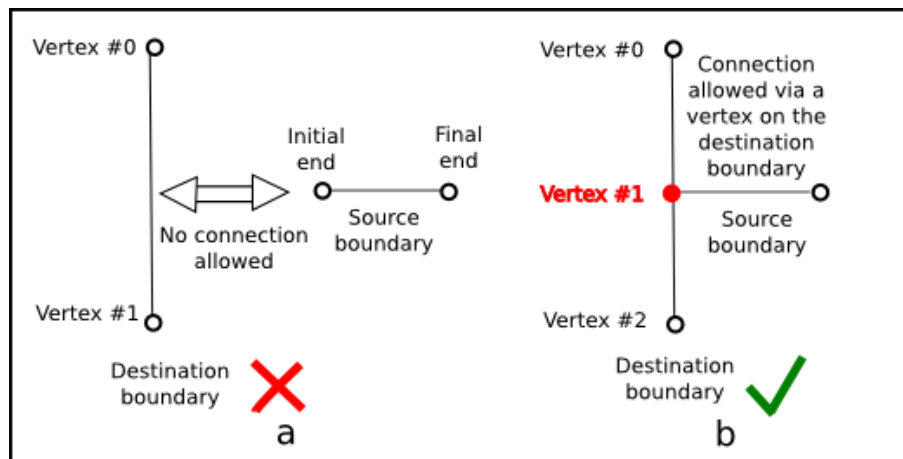 Vertex #0
Initial
end
Final
end
No connection
allowed
Source
boundary
Vertex #1
Destination
boundary
a
Vertex #0
Connection
allowed via a
vertex on the
destination
boundary
Vertex #1
Source
boundary
Vertex #2
Destination
boundary
b